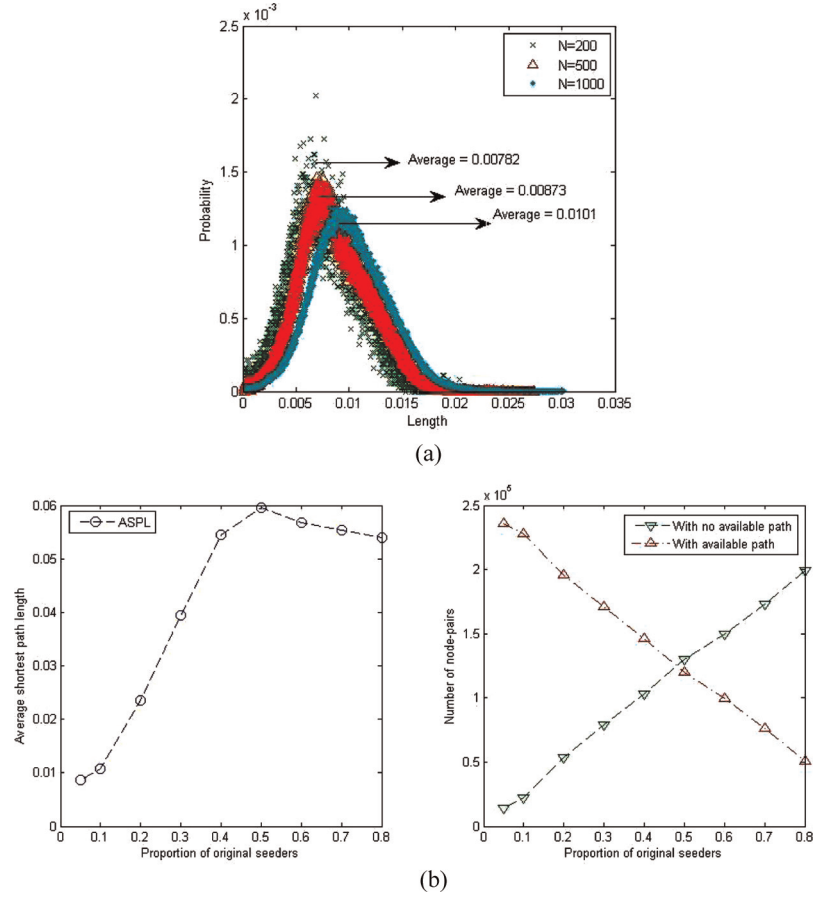 x 10⁻³
2.5
2
1.5
1
0.5
0
Probability
N=200
N=500
N=1000
Average = 0.00782
Average = 0.00873
Average = 0.0101
0 0.005 0.01 0.015 0.02 0.025 0.03 0.035
Length
(a)
0.06
0.05
0.04
0.03
0.02
0.01
0
Average shortest path length
ASPL
0 0.1 0.2 0.3 0.4 0.5 0.6 0.7 0.8
Proportion of original seeders
x 10⁵
2.5
2
1.5
1
0.5
0
Number of node-pairs
With no available path
With available path
0 0.1 0.2 0.3 0.4 0.5 0.6 0.7 0.8
Proportion of original seeders
(b)